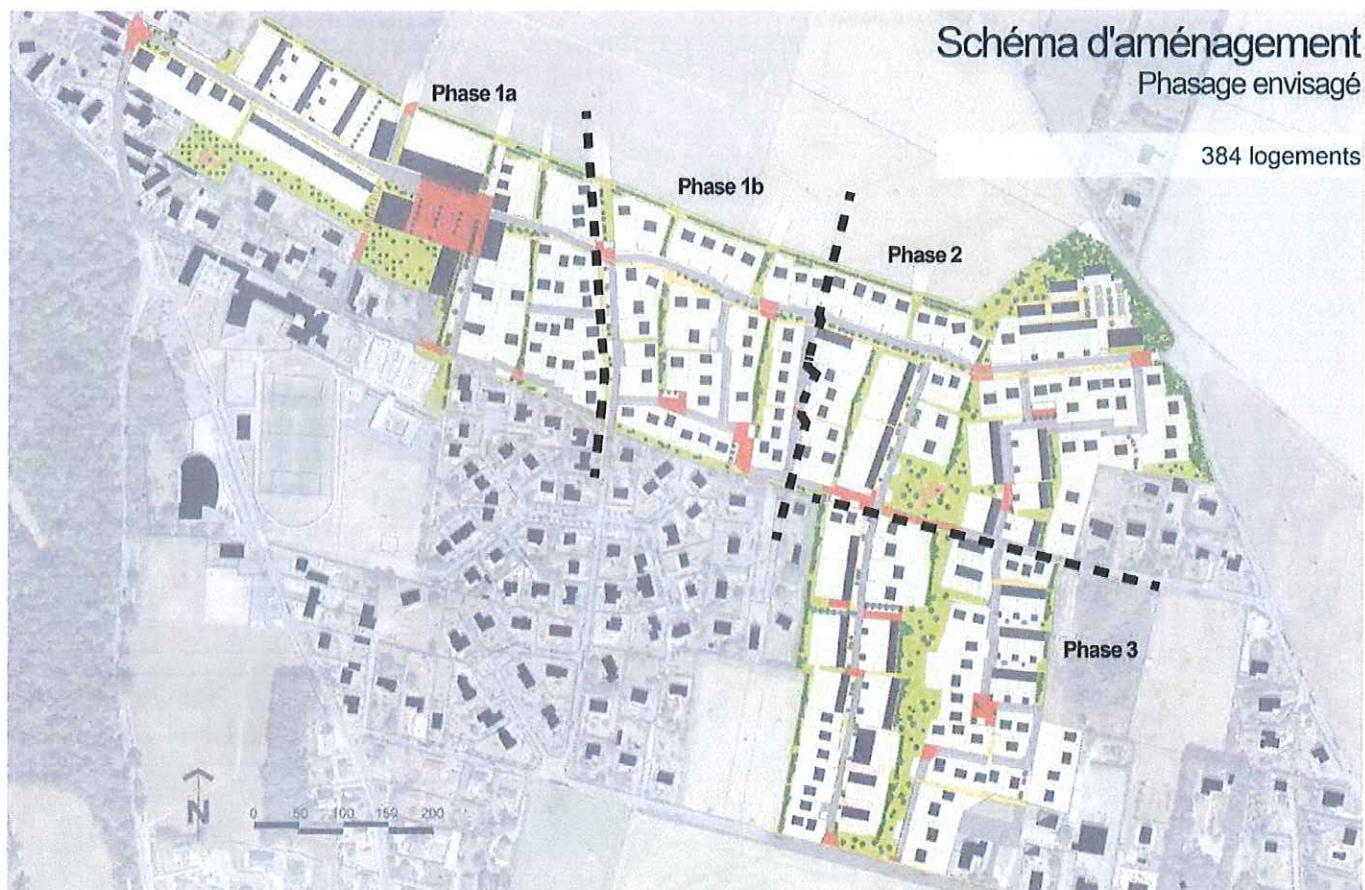 Schéma d'aménagement
Phasage envisagé
384 logements
Phase 1a
Phase 1b
Phase 2
Phase 3
N
0 50 100 150 200